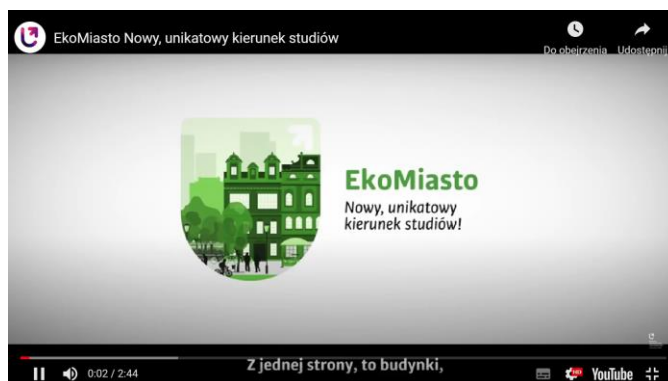 EkoMiasto Nowy, unikatowy kierunek studiów
Do obejrzenia
Udostępnij
EkoMiasto
Nowy, unikatowy
kierunek studiów!
Z jednej strony, to budynki,
0:02 / 2:44
HD
YouTube